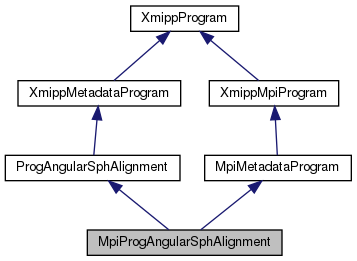 XmippProgram
XmippMetadataProgram
XmippMpiProgram
ProgAngularSphAlignment
MpiMetadataProgram
MpiProgAngularSphAlignment